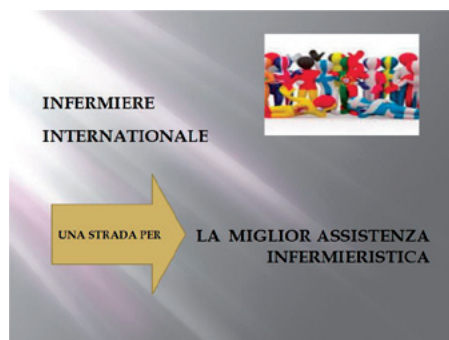 INFERMIERE
INTERNATIONALE
UNA STRADA PER
LA MIGLIOR ASSISTENZA
INFERMIERISTICA